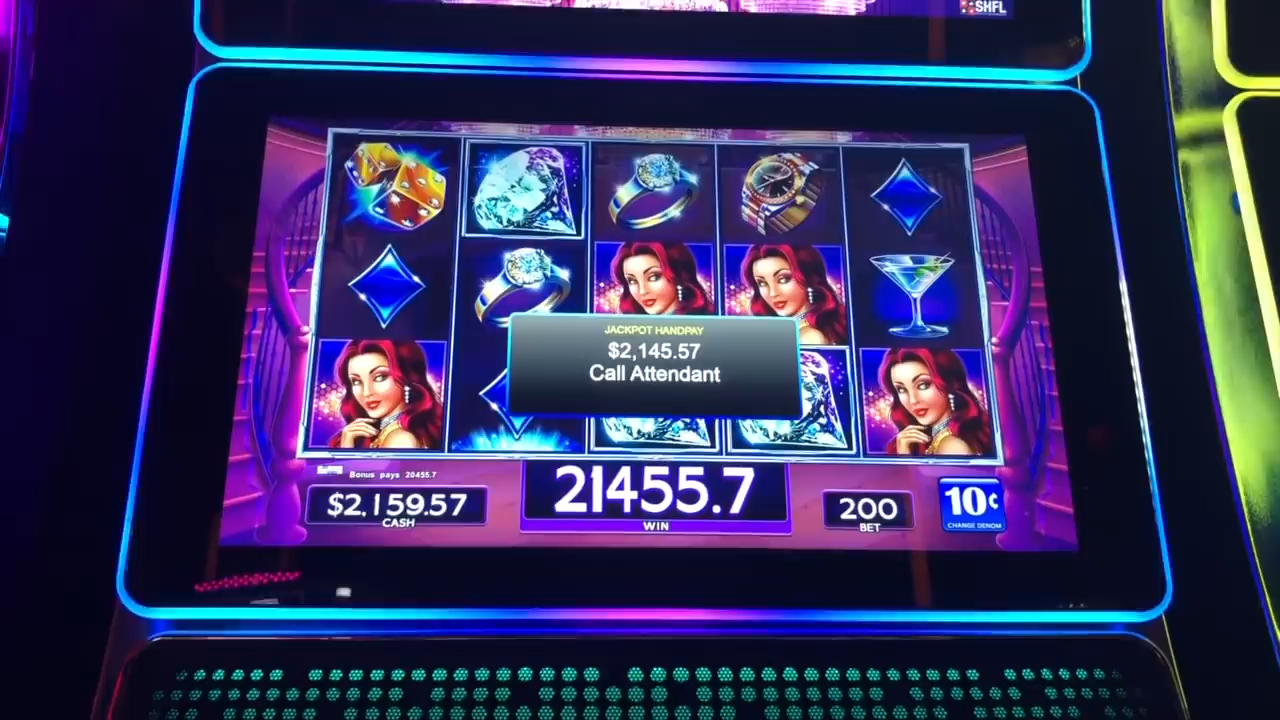 SHFL
JACKPOT HANDPAY
$2,145.57
Call Attendant
Bonus pays 20455.7
$2,159.57
CASH
21455.7
WIN
200
BET
10¢
CHANGE DENOM